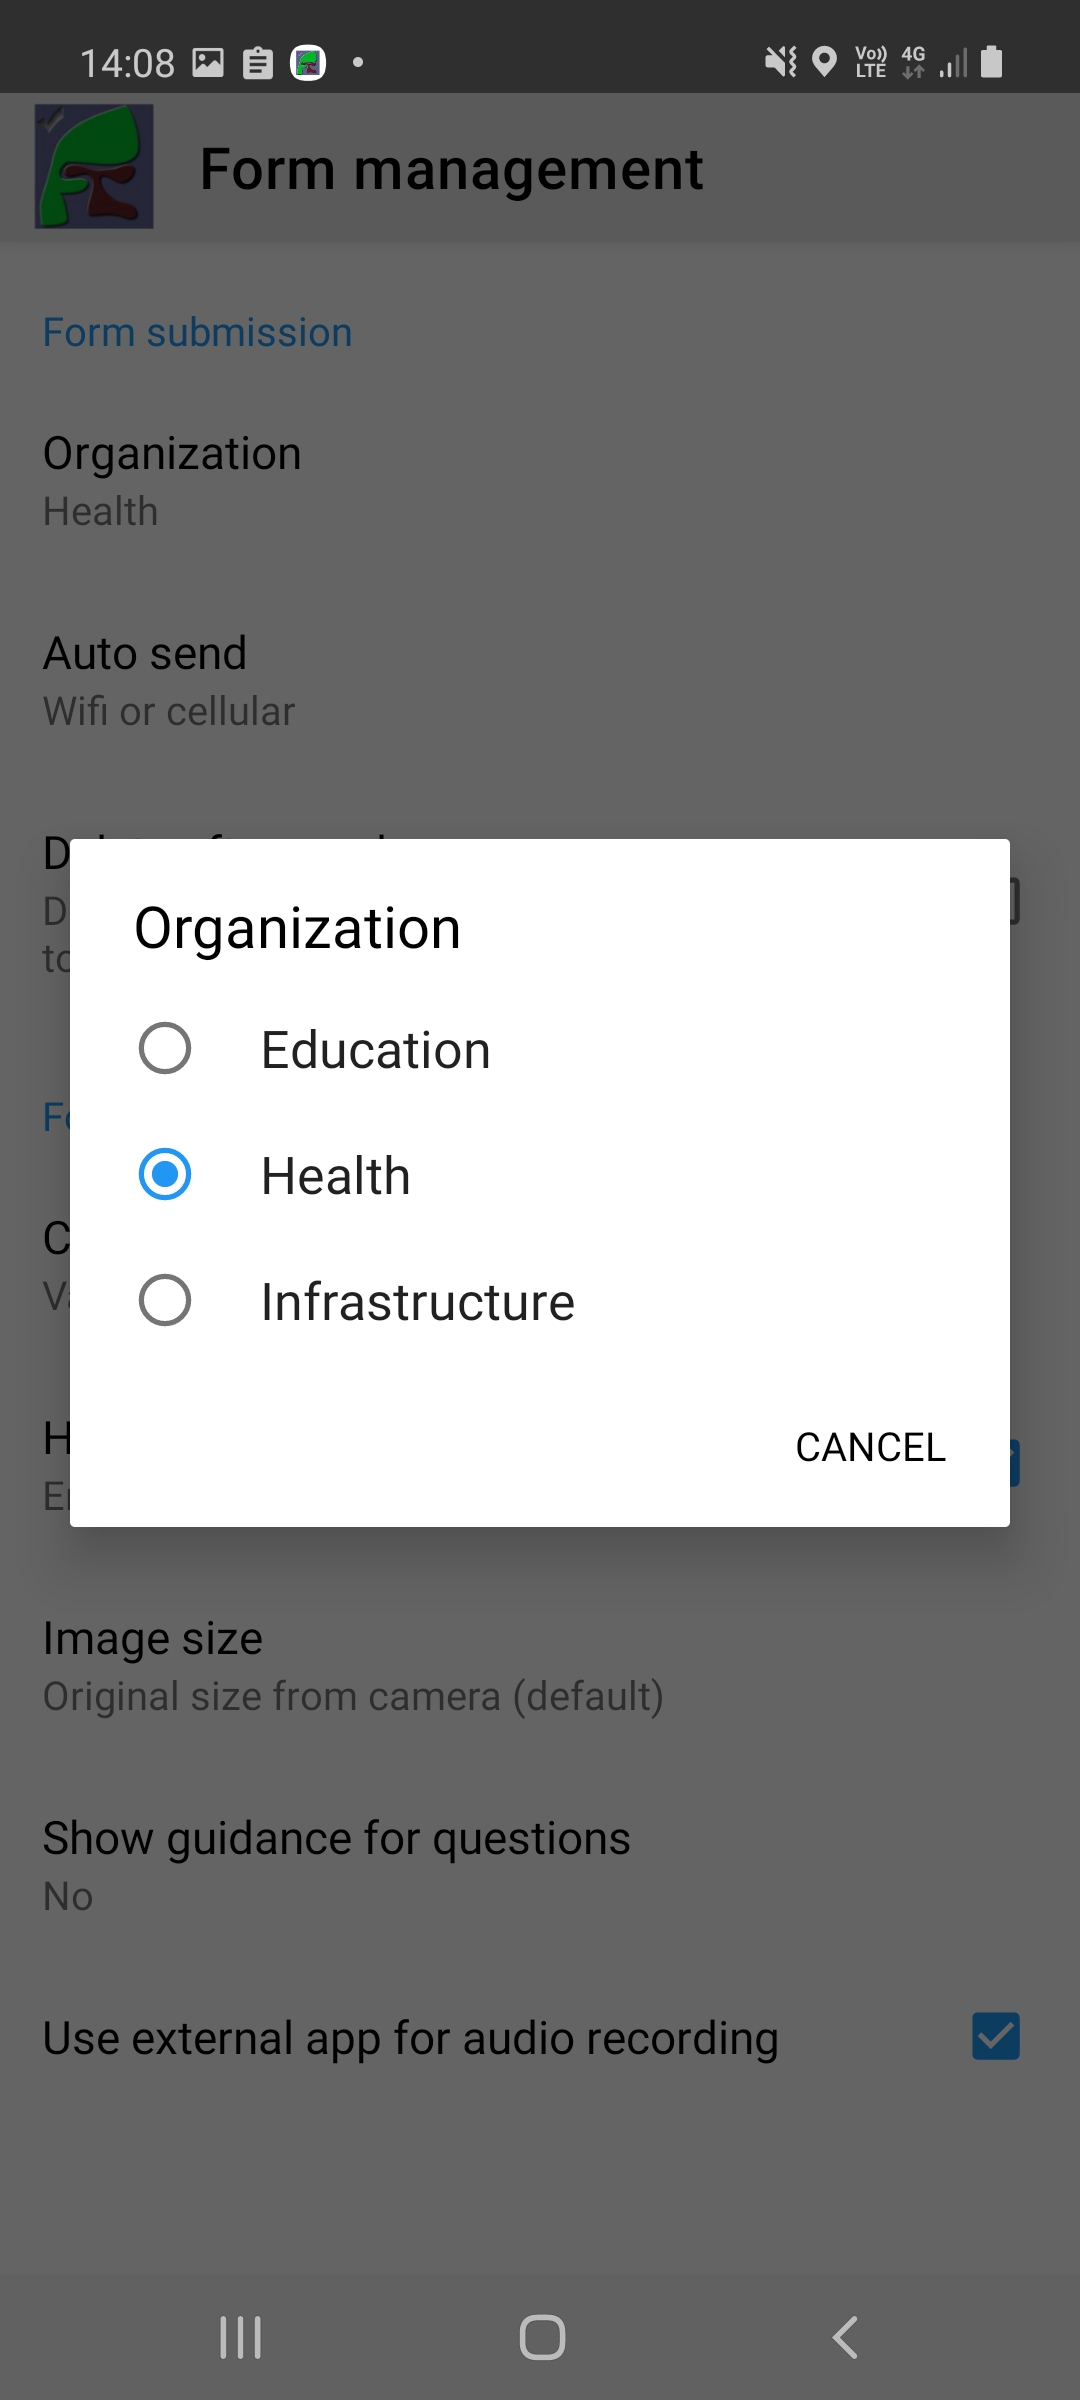 14:08
Vo))
LTE
4G
Form management
Form submission
Organization
Health
Auto send
Wifi or cellular
Organization
Education
Health
Infrastructure
CANCEL
Image size
Original size from camera (default)
Show guidance for questions
No
Use external app for audio recording